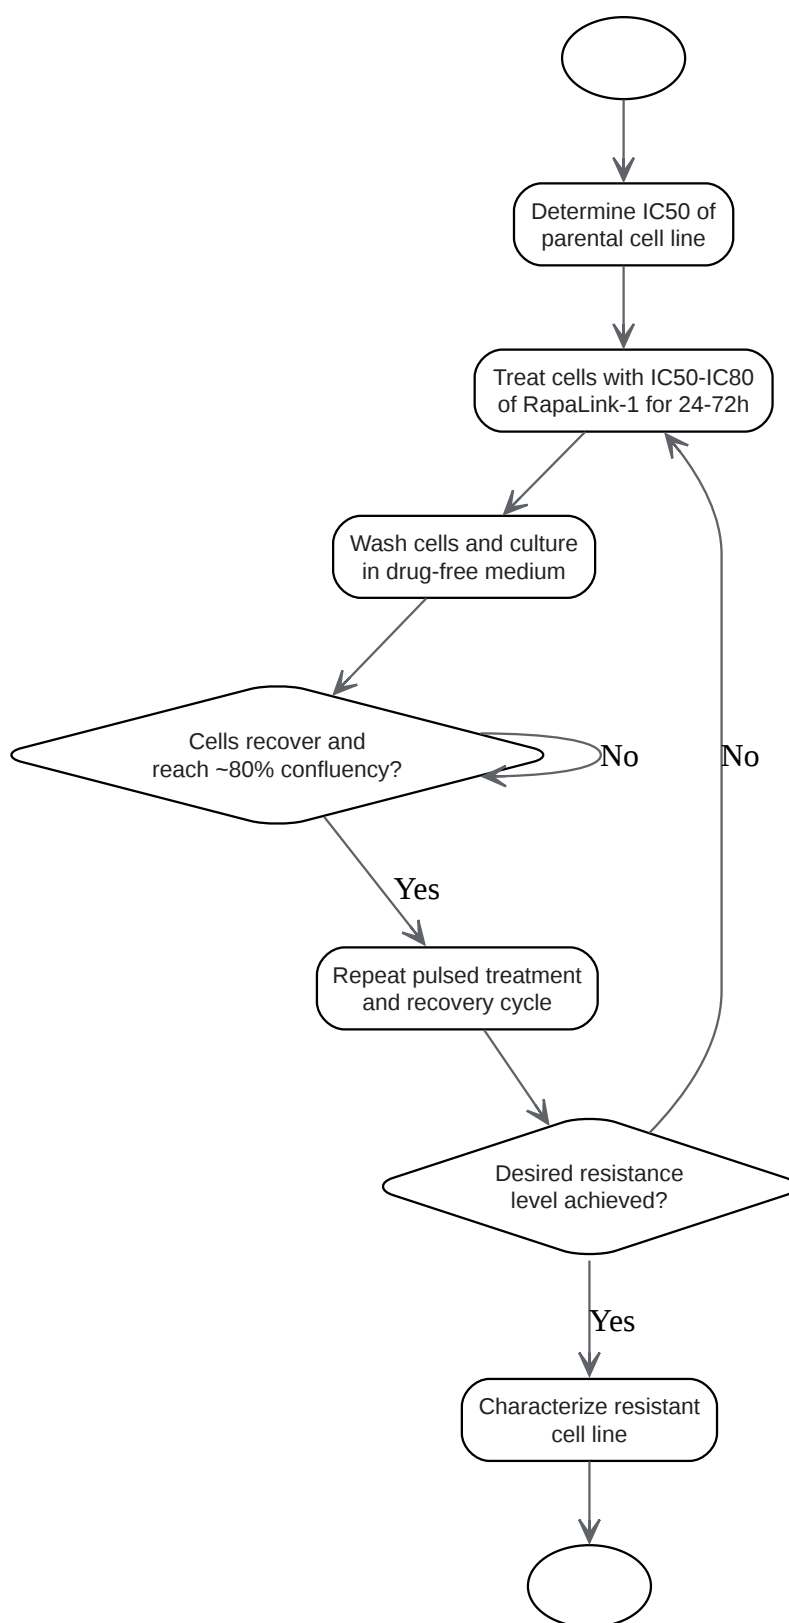 Determine IC50 of
parental cell line
Treat cells with IC50-IC80
of RapaLink-1 for 24-72h
Wash cells and culture
in drug-free medium
Cells recover and
reach ~80% confluency?
No
No
Yes
Repeat pulsed treatment
and recovery cycle
Desired resistance
level achieved?
Yes
Characterize resistant
cell line